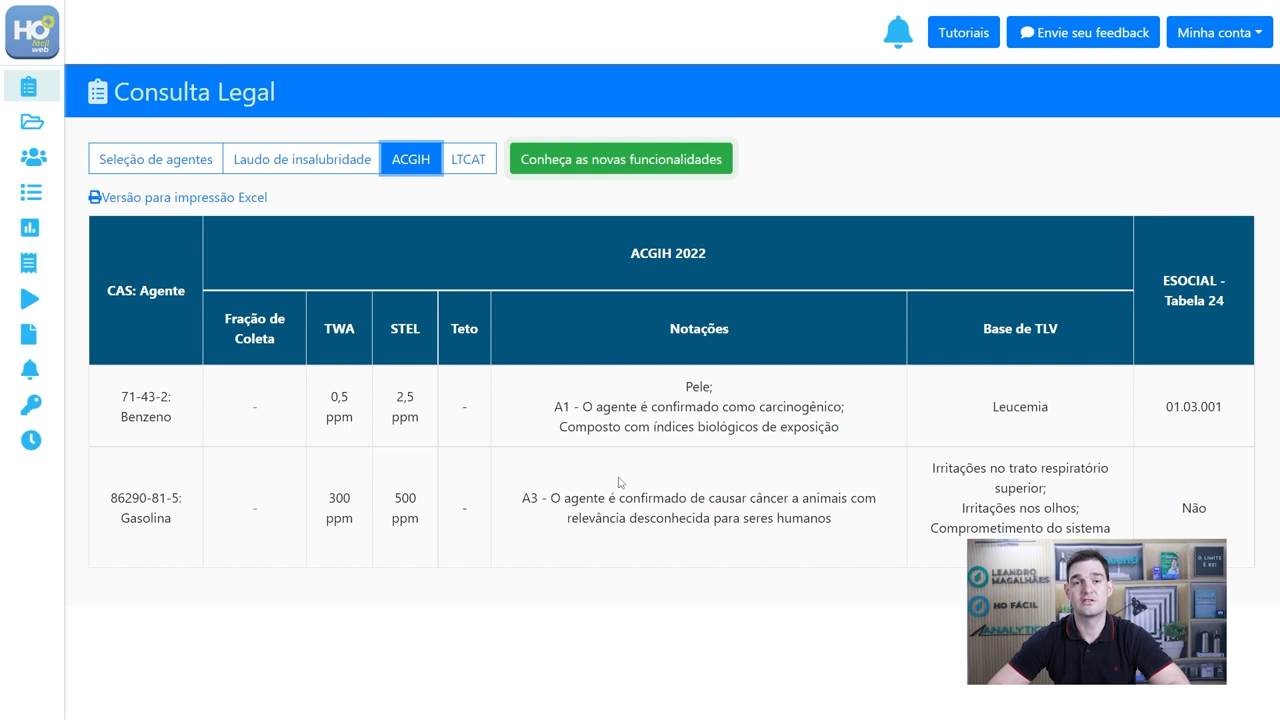 HO
fácil
web
Tutoriais
Envie seu feedback
Minha conta
Consulta Legal
Seleção de agentes
Laudo de insalubridade
ACGIH
LTCAT
Conheça as novas funcionalidades
Versão para impressão Excel
CAS: Agente
ACGIH 2022
ESOCIAL -
Tabela 24
Fração de
Coleta
TWA
STEL
Teto
Notações
Base de TLV
71-43-2:
Benzeno
-
0,5
ppm
2,5
ppm
-
Pele;
A1 - O agente é confirmado como carcinogênico;
Composto com índices biológicos de exposição
Leucemia
01.03.001
86290-81-5:
Gasolina
-
300
ppm
500
ppm
-
A3 - O agente é confirmado de causar câncer a animais com
relevância desconhecida para seres humanos
Irritações no trato respiratório
superior;
Irritações nos olhos;
Comprometimento do sistema
Não
LEANDRO
MAGALHÃES
HO FÁCIL
ANALYTICS
O LIMITE
É REI